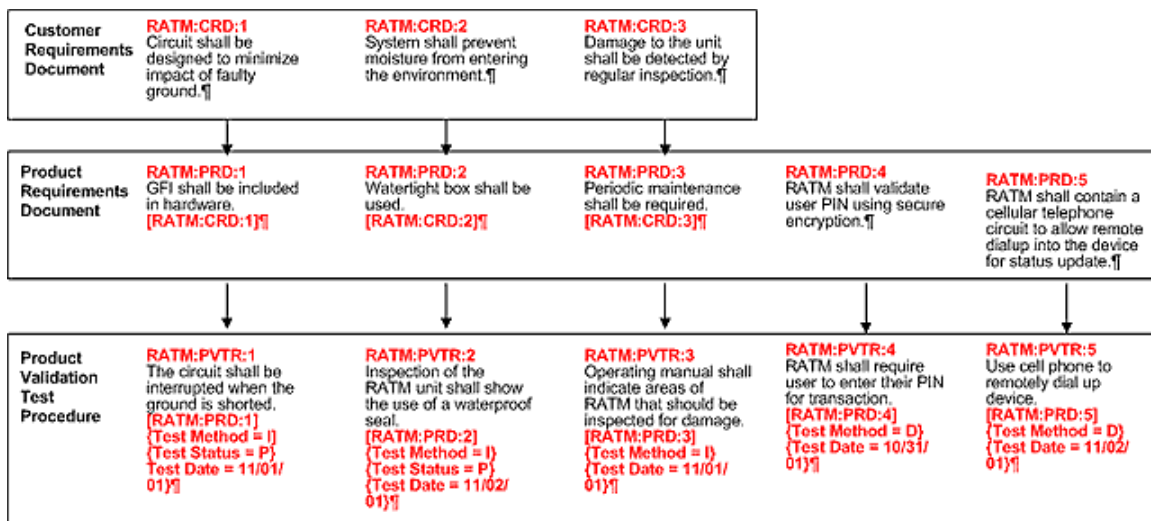 Customer
Requirements
Document
RATM:CRD:1
Circuit shall be
designed to minimize
impact of faulty
ground.¶
RATM:CRD:2
System shall prevent
moisture from entering
the environment.¶
RATM:CRD:3
Damage to the unit
shall be detected by
regular inspection.¶
Product
Requirements
Document
RATM:PRD:1
GFI shall be included
in hardware.
[RATM:CRD:1]¶
RATM:PRD:2
Watertight box shall be
used.
[RATM:CRD:2]¶
RATM:PRD:3
Periodic maintenance
shall be required.
[RATM:CRD:3]¶
RATM:PRD:4
RATM shall validate
user PIN using secure
encryption.¶
RATM:PRD:5
RATM shall contain a
cellular telephone
circuit to allow remote
dialup into the device
for status update.¶
Product
Validation
Test
Procedure
RATM:PVTR:1
The circuit shall be
interrupted when the
ground is shorted.
[RATM:PRD:1]
{Test Method = I]
{Test Status = P}
Test Date = 11/01/
01}¶
RATM:PVTR:2
Inspection of the
RATM unit shall show
the use of a waterproof
seal.
[RATM:PRD:2]
{Test Method = I}
{Test Status = P}
{Test Date = 11/02/
01}¶
RATM:PVTR:3
Operating manual shall
indicate areas of
RATM that should be
inspected for damage.
[RATM:PRD:3]
{Test Method = I}
{Test Date = 11/01/
01}¶
RATM:PVTR:4
RATM shall require
user to enter their PIN
for transaction.
[RATM:PRD:4]
{Test Method = D}
{Test Date = 10/31/
01}¶
RATM:PVTR:5
Use cell phone to
remotely dial up
device.
[RATM:PRD:5]
{Test Method = D}
{Test Date = 11/02/
01}¶